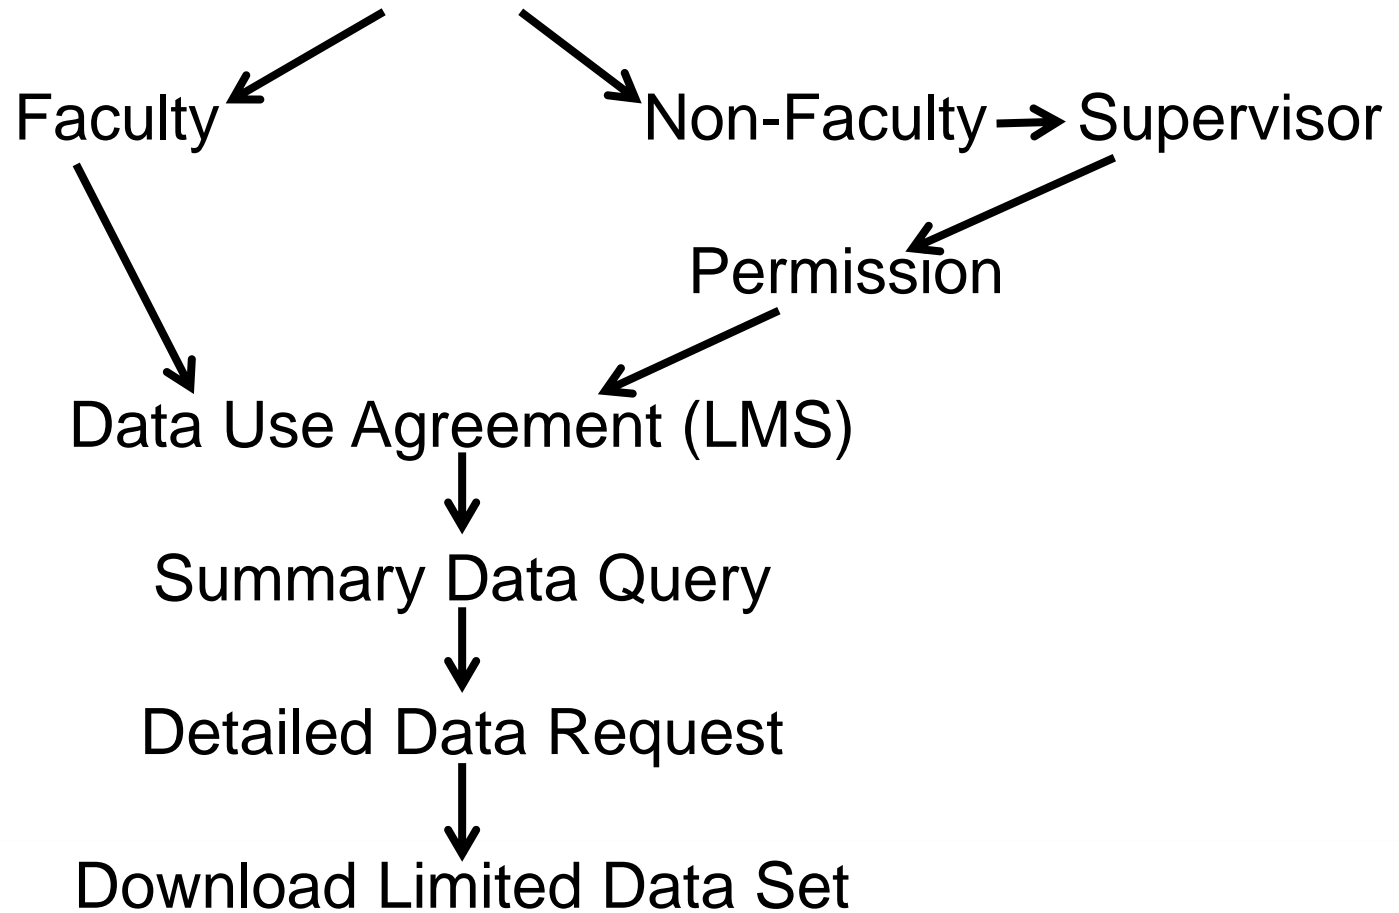 Faculty
Non-Faculty
Supervisor
Permission
Data Use Agreement (LMS)
Summary Data Query
Detailed Data Request
Download Limited Data Set